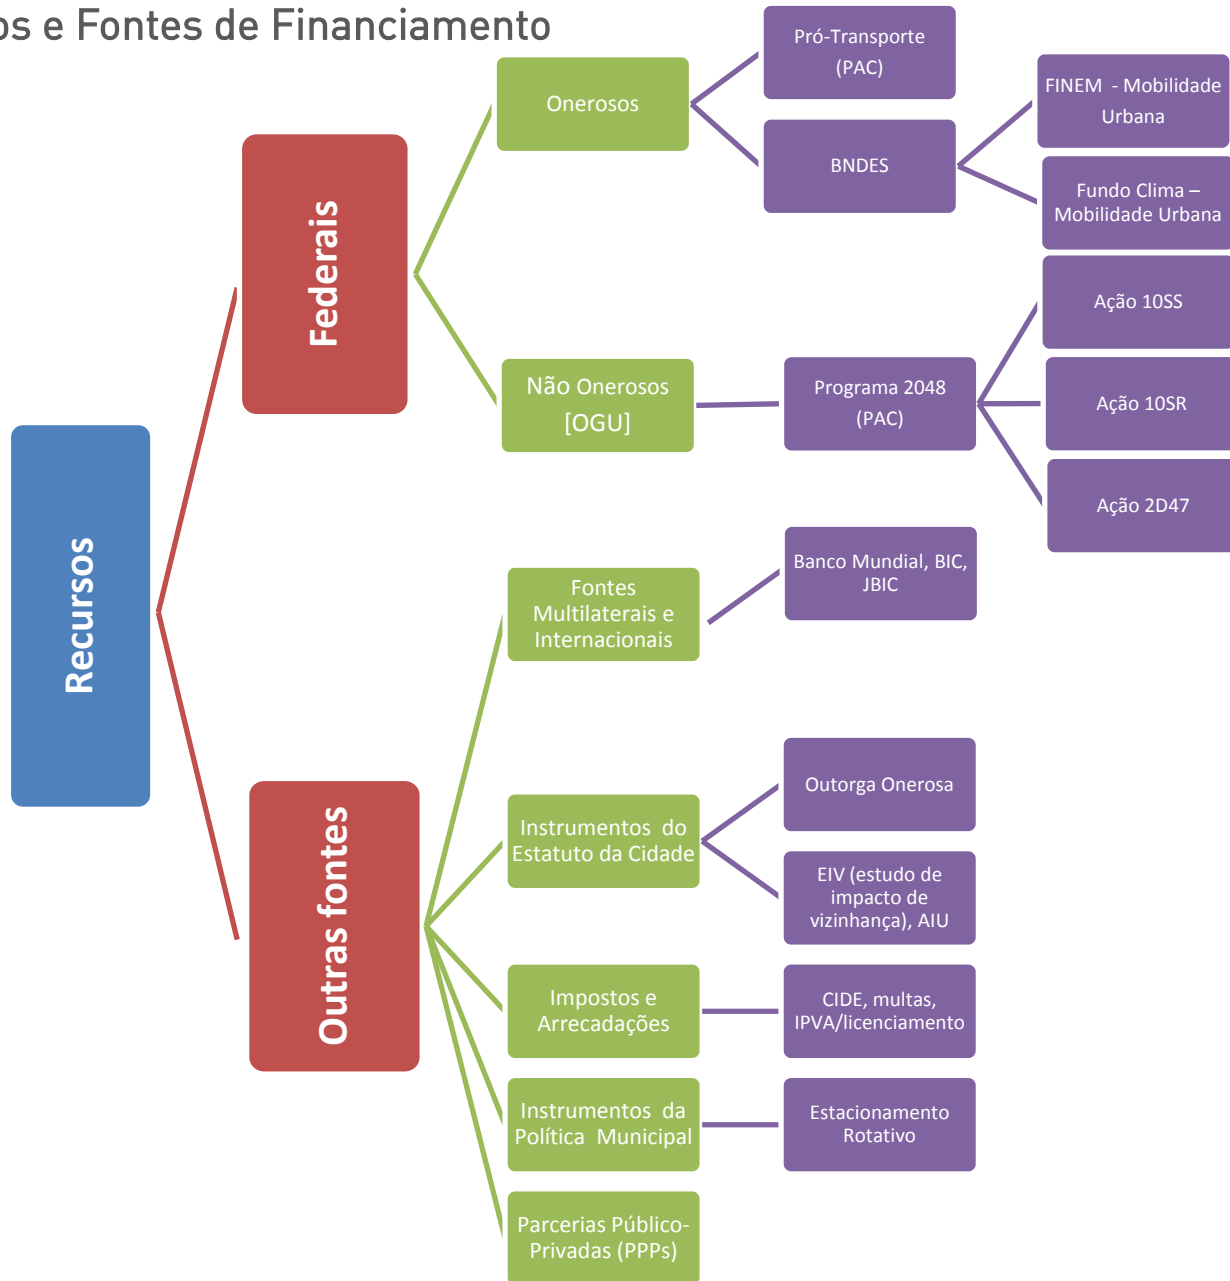 os e Fontes de Financiamento
Pró-Transporte
(PAC)
Onerosos
FINEM - Mobilidade
Urbana
BNDES
Fundo Clima –
Mobilidade Urbana
Federais
Ação 10SS
Não Onerosos
[OGU]
Programa 2048
(PAC)
Ação 10SR
Ação 2D47
Recursos
Banco Mundial, BIC,
JBIC
Fontes
Multilaterais e
Internacionais
Outorga Onerosa
Instrumentos do
Estatuto da Cidade
EIV (estudo de
impacto de
vizinhança), AIU
Outras fontes
Impostos e
Arrecadações
CIDE, multas,
IPVA/licenciamento
Instrumentos da
Política Municipal
Estacionamento
Rotativo
Parcerias Público-
Privadas (PPPs)